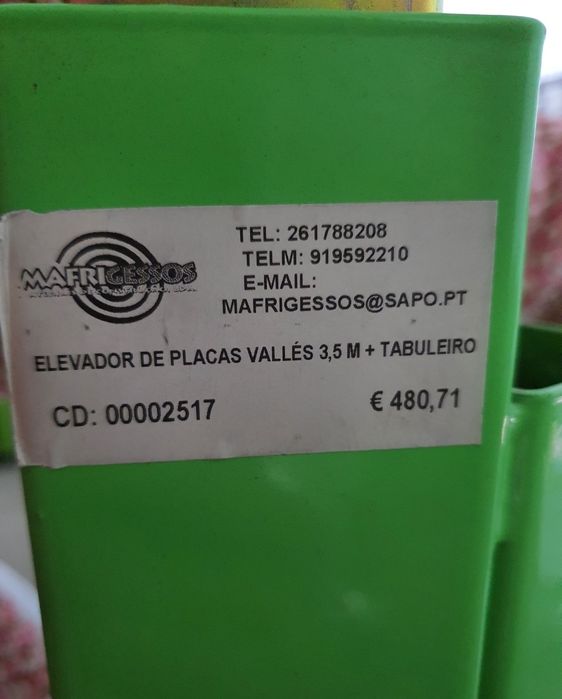 MAFRIGESSOS
TEL: 261788208
TELM: 919592210
E-MAIL:
MAFRIGESSOS@SAPO.PT
ELEVADOR DE PLACAS VALLÉS 3,5 M + TABULEIRO
CD: 00002517
€ 480,71